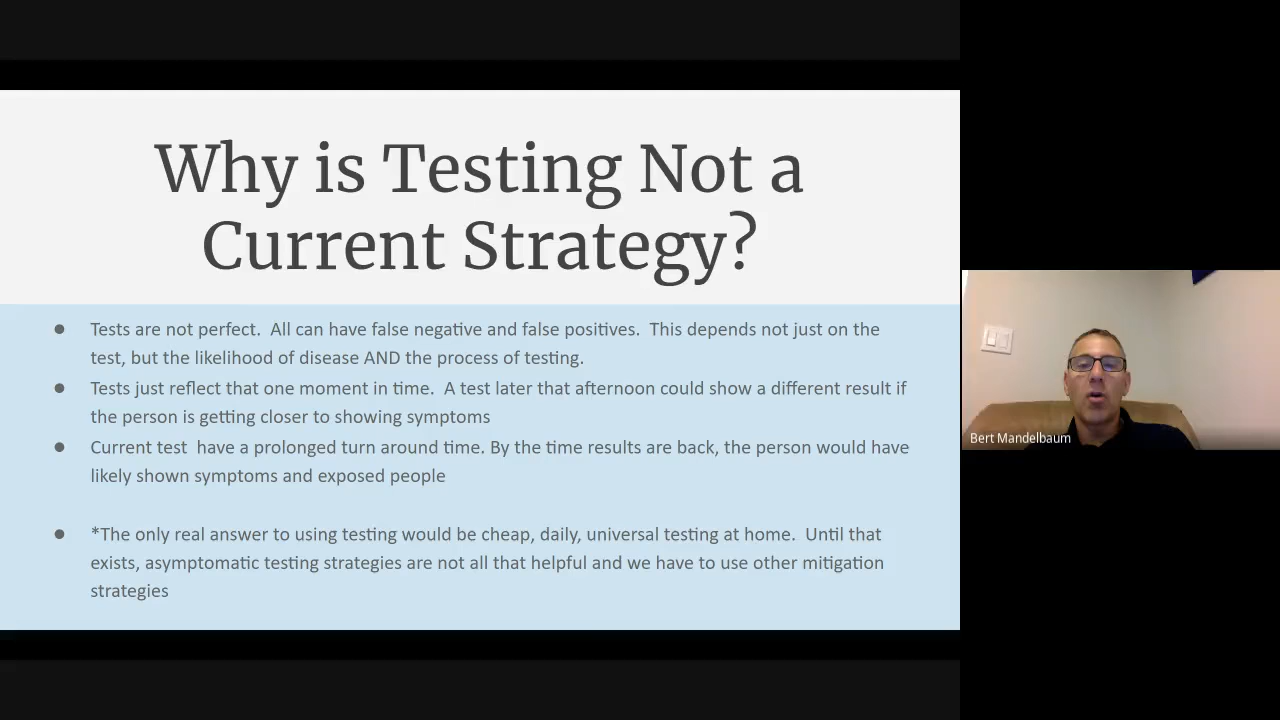 Why is Testing Not a
Current Strategy?
● Tests are not perfect.  All can have false negative and false positives.  This depends not just on the
test, but the likelihood of disease AND the process of testing.
● Tests just reflect that one moment in time.  A test later that afternoon could show a different result if
the person is getting closer to showing symptoms
● Current test  have a prolonged turn around time. By the time results are back, the person would have
likely shown symptoms and exposed people
● *The only real answer to using testing would be cheap, daily, universal testing at home.  Until that
exists, asymptomatic testing strategies are not all that helpful and we have to use other mitigation
strategies
Bert Mandelbaum